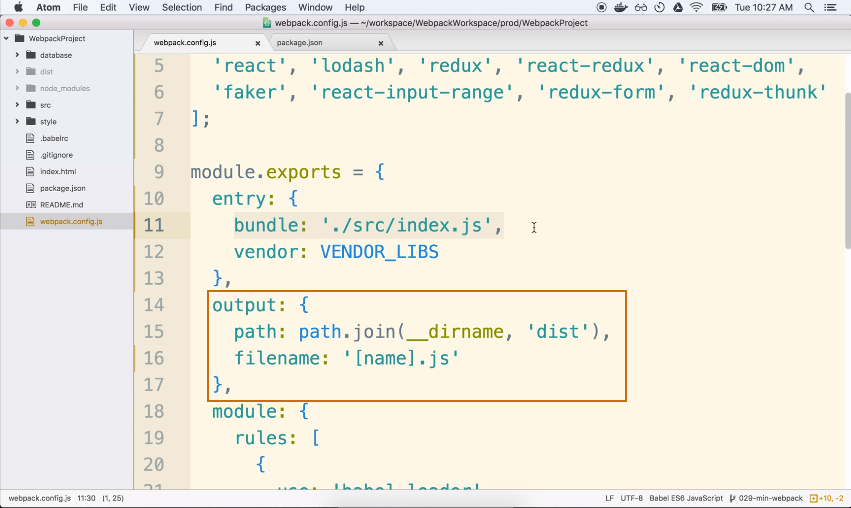 Atom File Edit View Selection Find Packages Window Help Tue 10:27 AM
webpack.config.js — ~/workspace/WebpackWorkspace/prod/WebpackProject
WebpackProject
database
dist
node_modules
src
style
.babelrc
.gitignore
index.html
package.json
README.md
webpack.config.js
webpack.config.js × package.json ×
5 'react', 'lodash', 'redux', 'react-redux', 'react-dom',
6 'faker', 'react-input-range', 'redux-form', 'redux-thunk'
7 ];
8
9 module.exports = {
10 entry: {
11 bundle: './src/index.js',
12 vendor: VENDOR_LIBS
13 },
14 output: {
15 path: path.join(__dirname, 'dist'),
16 filename: '[name].js'
17 },
18 module: {
19 rules: [
20 {
21 use: 'babel-loader'
webpack.config.js 11:30 (1, 25) LF UTF-8 Babel ES6 JavaScript 029-min-webpack +10, -2